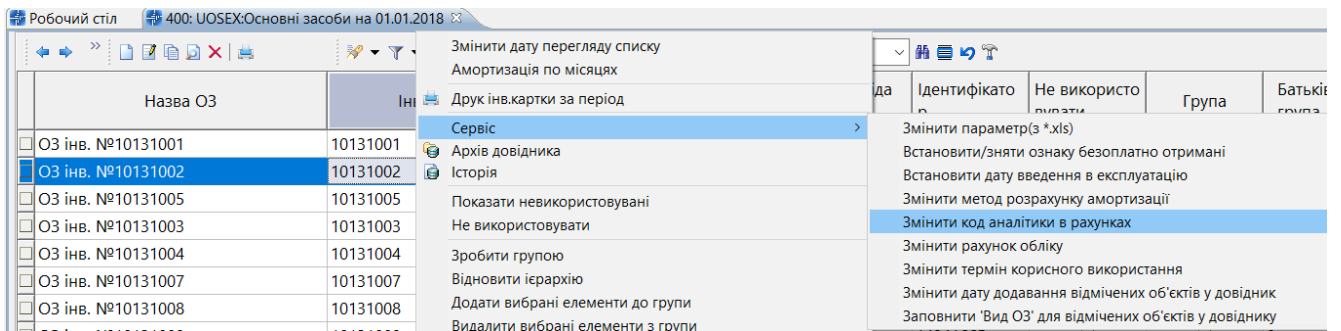 Робочий стіл 400: UOSEX:Основні засоби на 01.01.2018
Змінити дату перегляду списку
Амортизація по місяцях
Друк інв.картки за період
Сервіс
Архів довідника
Історія
Показати невикористовувані
Не використовувати
Зробити групою
Відновити ієрархію
Додати вибрані елементи до групи
Видалити вибрані елементи з групи
Змінити параметр(з *.xls)
Встановити/зняти ознаку безоплатно отримані
Встановити дату введення в експлуатацію
Змінити метод розрахунку амортизації
Змінити код аналітики в рахунках
Змінити рахунок обліку
Змінити термін корисного використання
Змінити дату додавання відмічених об'єктів у довідник
Заповнити 'Вид ОЗ' для відмічених об'єктів у довіднику
Назва ОЗ Ідентифікато Не використо Група
ОЗ інв. №10131001 10131001
ОЗ інв. №10131002 10131002
ОЗ інв. №10131005 10131005
ОЗ інв. №10131003 10131003
ОЗ інв. №10131004 10131004
ОЗ інв. №10131007 10131007
ОЗ інв. №10131008 10131008